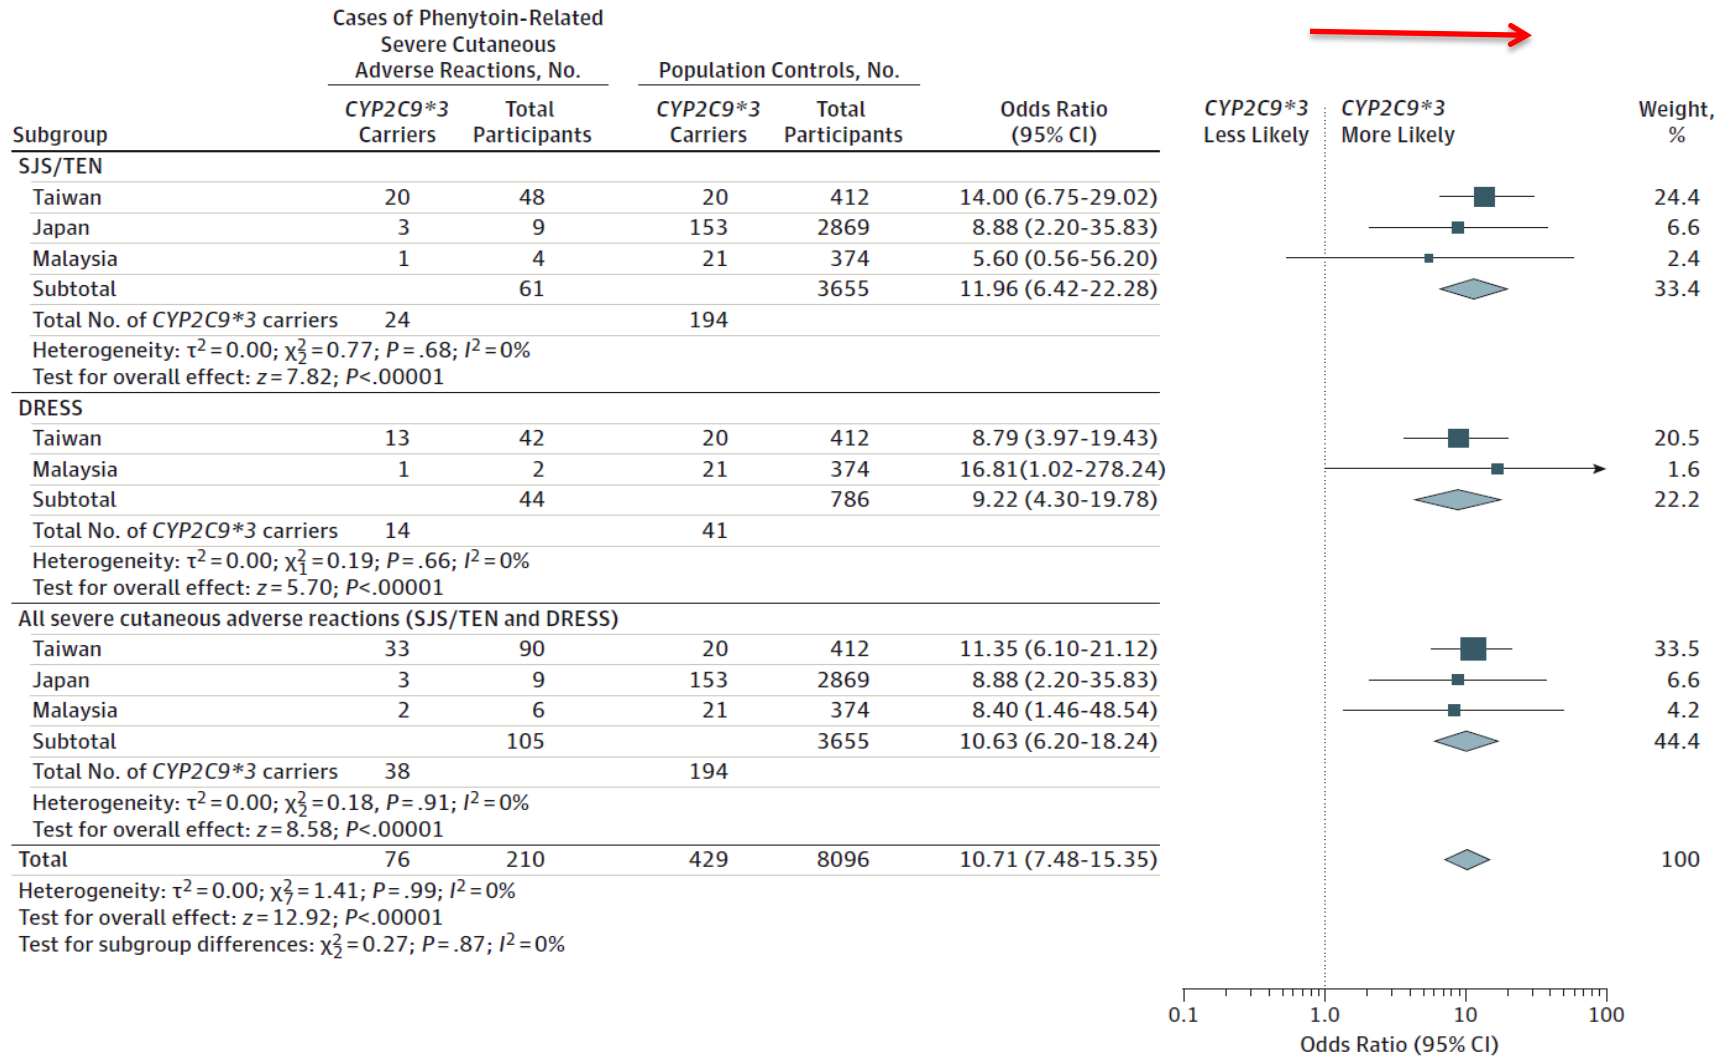 Cases of Phenytoin-Related
Severe Cutaneous
Adverse Reactions, No. Population Controls, No.
CYP2C9*3 Total CYP2C9*3 Total Odds Ratio CYP2C9*3 CYP2C9*3 Weight,
Subgroup Carriers Participants Carriers Participants (95% CI) Less Likely More Likely %
SJS/TEN
Taiwan 20 48 20 412 14.00 (6.75-29.02) 24.4
Japan 3 9 153 2869 8.88 (2.20-35.83) 6.6
Malaysia 1 4 21 374 5.60 (0.56-56.20) 2.4
Subtotal 61 3655 11.96 (6.42-22.28) 33.4
Total No. of CYP2C9*3 carriers 24 194
Heterogeneity: τ²=0.00; χ²₂=0.77; P=.68; I²=0%
Test for overall effect: z=7.82; P<.00001
DRESS
Taiwan 13 42 20 412 8.79 (3.97-19.43) 20.5
Malaysia 1 2 21 374 16.81(1.02-278.24) 1.6
Subtotal 44 786 9.22 (4.30-19.78) 22.2
Total No. of CYP2C9*3 carriers 14 41
Heterogeneity: τ²=0.00; χ²₁=0.19; P=.66; I²=0%
Test for overall effect: z=5.70; P<.00001
All severe cutaneous adverse reactions (SJS/TEN and DRESS)
Taiwan 33 90 20 412 11.35 (6.10-21.12) 33.5
Japan 3 9 153 2869 8.88 (2.20-35.83) 6.6
Malaysia 2 6 21 374 8.40 (1.46-48.54) 4.2
Subtotal 105 3655 10.63 (6.20-18.24) 44.4
Total No. of CYP2C9*3 carriers 38 194
Heterogeneity: τ²=0.00; χ²₂=0.18, P=.91; I²=0%
Test for overall effect: z=8.58; P<.00001
Total 76 210 429 8096 10.71 (7.48-15.35) 100
Heterogeneity: τ²=0.00; χ²₇=1.41; P=.99; I²=0%
Test for overall effect: z=12.92; P<.00001
Test for subgroup differences: χ²₂=0.27; P=.87; I²=0%
0.1 1.0 10 100
Odds Ratio (95% CI)